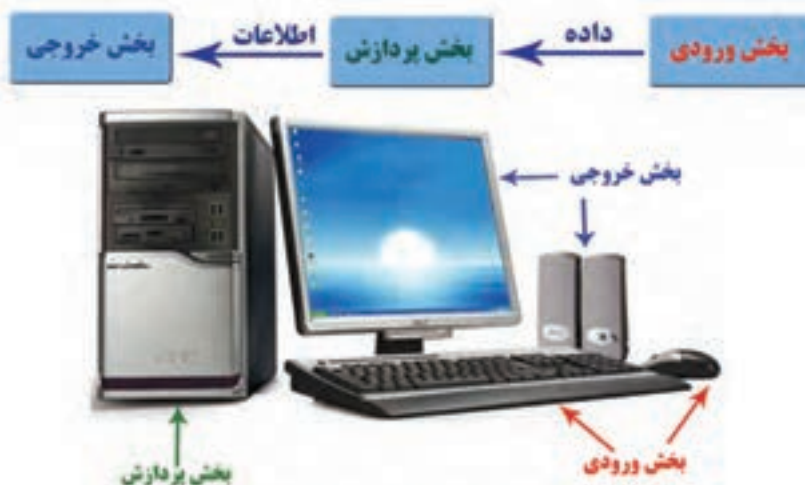 بخش ورودی داده بخش پردازش اطلاعات بخش خروجی
بخش خروجی
بخش ورودی
بخش پردازش